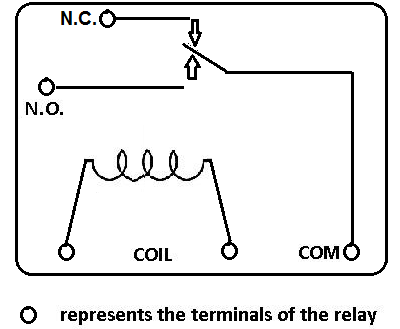 N.C.
N.O.
COIL
COM
represents the terminals of the relay